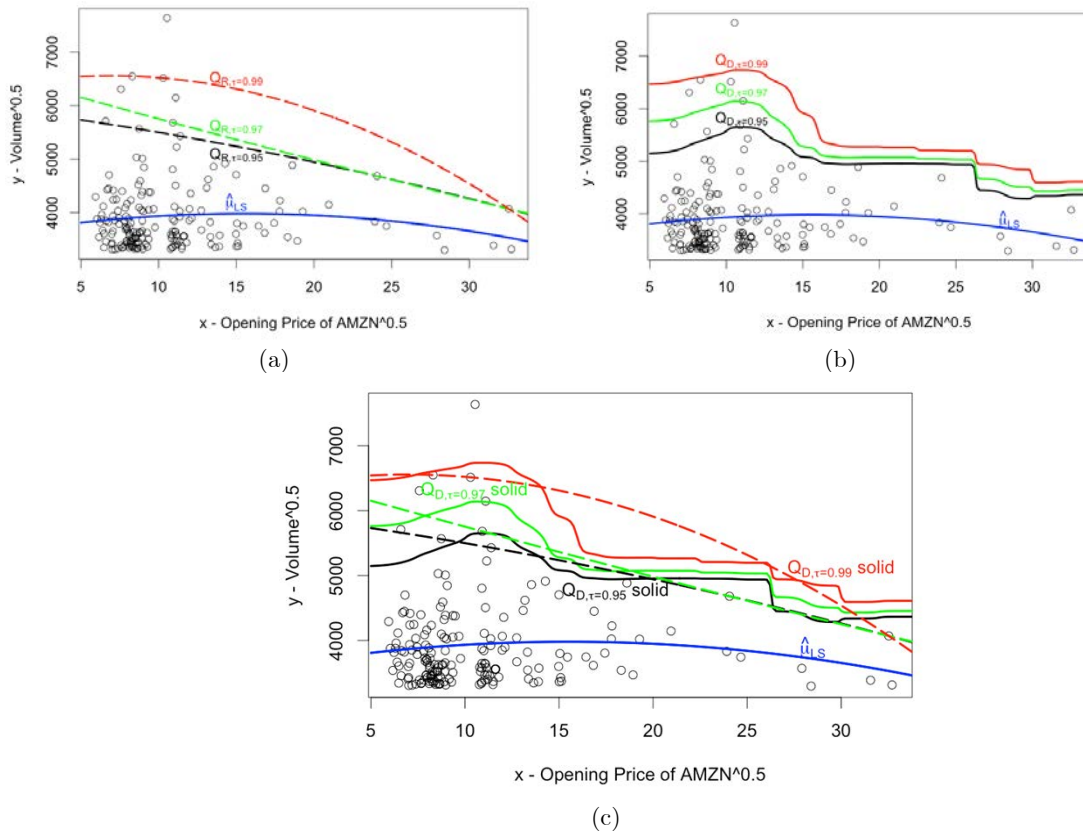 7000
6000
5000
4000
y - Volume^0.5
Q_R,τ=0.99
Q_R,τ=0.97
Q_R,τ=0.95
μ̂_LS
5 10 15 20 25 30
x - Opening Price of AMZN^0.5
(a)
7000
6000
5000
4000
y - Volume^0.5
Q_D,τ=0.99
Q_D,τ=0.97
Q_D,τ=0.95
μ̂_LS
5 10 15 20 25 30
x - Opening Price of AMZN^0.5
(b)
7000
6000
5000
4000
y - Volume^0.5
Q_D,τ=0.97 solid
Q_D,τ=0.99 solid
Q_D,τ=0.95 solid
μ̂_LS
5 10 15 20 25 30
x - Opening Price of AMZN^0.5
(c)